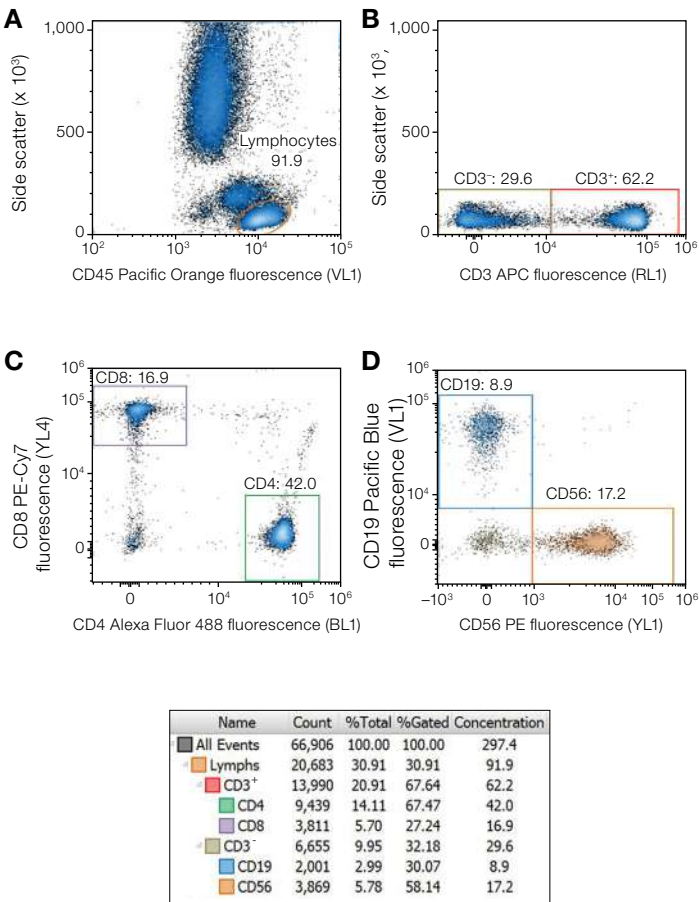 A
Side scatter (x 10³)
1,000
500
0
Lymphocytes
91.9
10² 10³ 10⁴ 10⁵
CD45 Pacific Orange fluorescence (VL1)
B
Side scatter (x 10³,
1,000
500
0
CD3⁻: 29.6 CD3⁺: 62.2
0 10⁴ 10⁵ 10⁶
CD3 APC fluorescence (RL1)
C
CD8 PE-Cy7
fluorescence (YL4)
10⁶
CD8: 16.9
10⁵
10⁴
CD4: 42.0
0
0 10⁴ 10⁵ 10⁶
CD4 Alexa Fluor 488 fluorescence (BL1)
D
CD19 Pacific Blue
fluorescence (VL1)
10⁶
CD19: 8.9
10⁵
10⁴
CD56: 17.2
0
−10³ 0 10³ 10⁴ 10⁵ 10⁶
CD56 PE fluorescence (YL1)
Name Count %Total %Gated Concentration
All Events 66,906 100.00 100.00 297.4
Lymphs 20,683 30.91 30.91 91.9
CD3⁺ 13,990 20.91 67.64 62.2
CD4 9,439 14.11 67.47 42.0
CD8 3,811 5.70 27.24 16.9
CD3⁻ 6,655 9.95 32.18 29.6
CD19 2,001 2.99 30.07 8.9
CD56 3,869 5.78 58.14 17.2